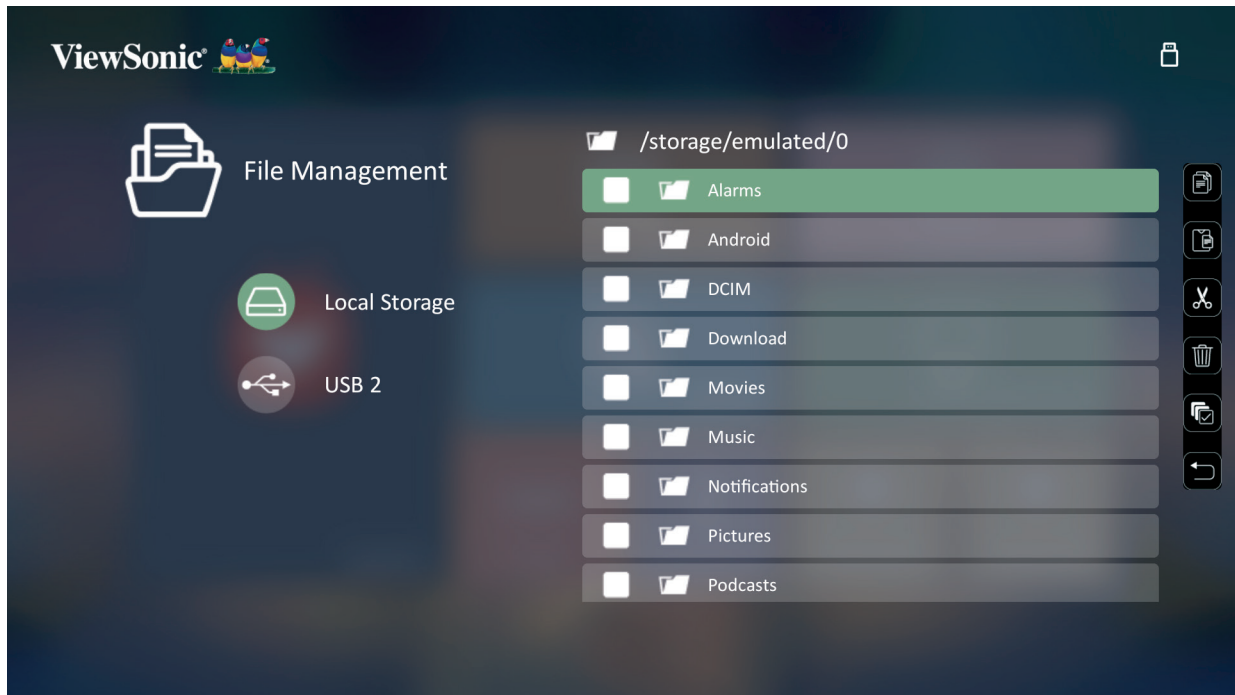 ViewSonic®
File Management
Local Storage
USB 2
/storage/emulated/0
Alarms
Android
DCIM
Download
Movies
Music
Notifications
Pictures
Podcasts